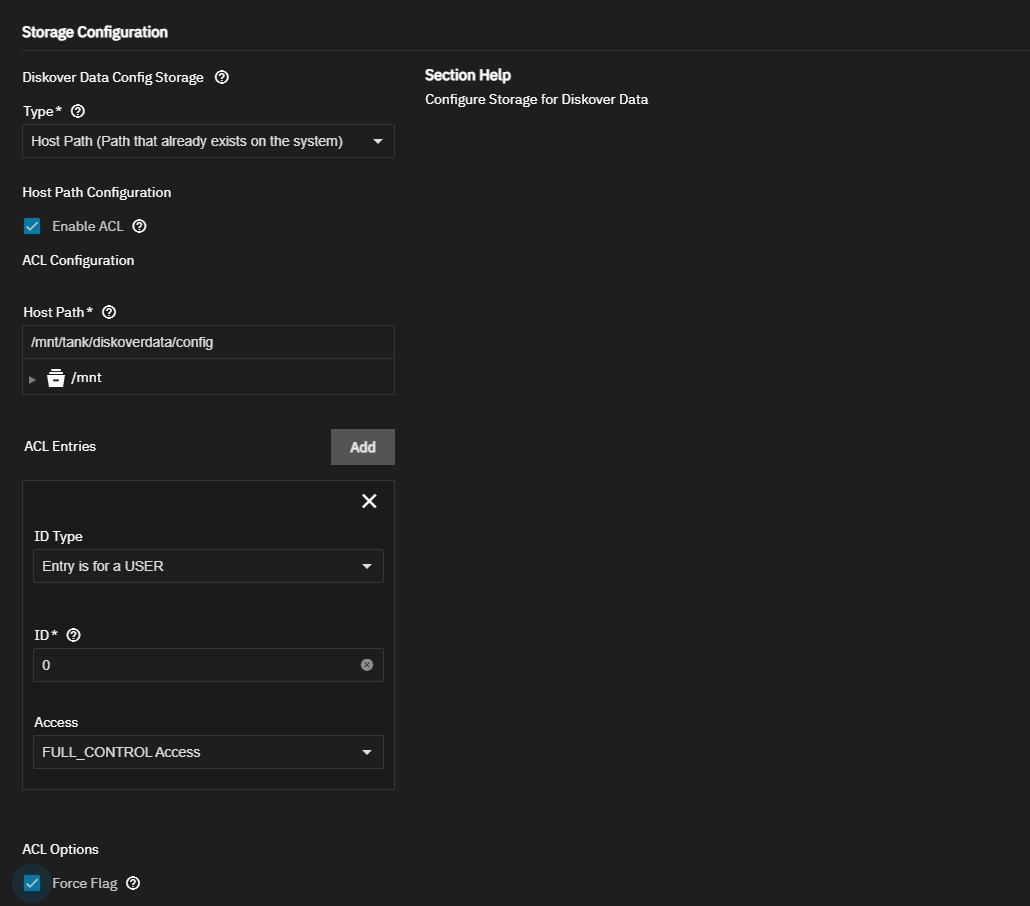 Storage Configuration
Diskover Data Config Storage
Type*
Host Path (Path that already exists on the system)
Host Path Configuration
Enable ACL
ACL Configuration
Host Path*
/mnt/tank/diskoverdata/config
/mnt
ACL Entries
Add
ID Type
Entry is for a USER
ID*
0
Access
FULL_CONTROL Access
ACL Options
Force Flag
Section Help
Configure Storage for Diskover Data